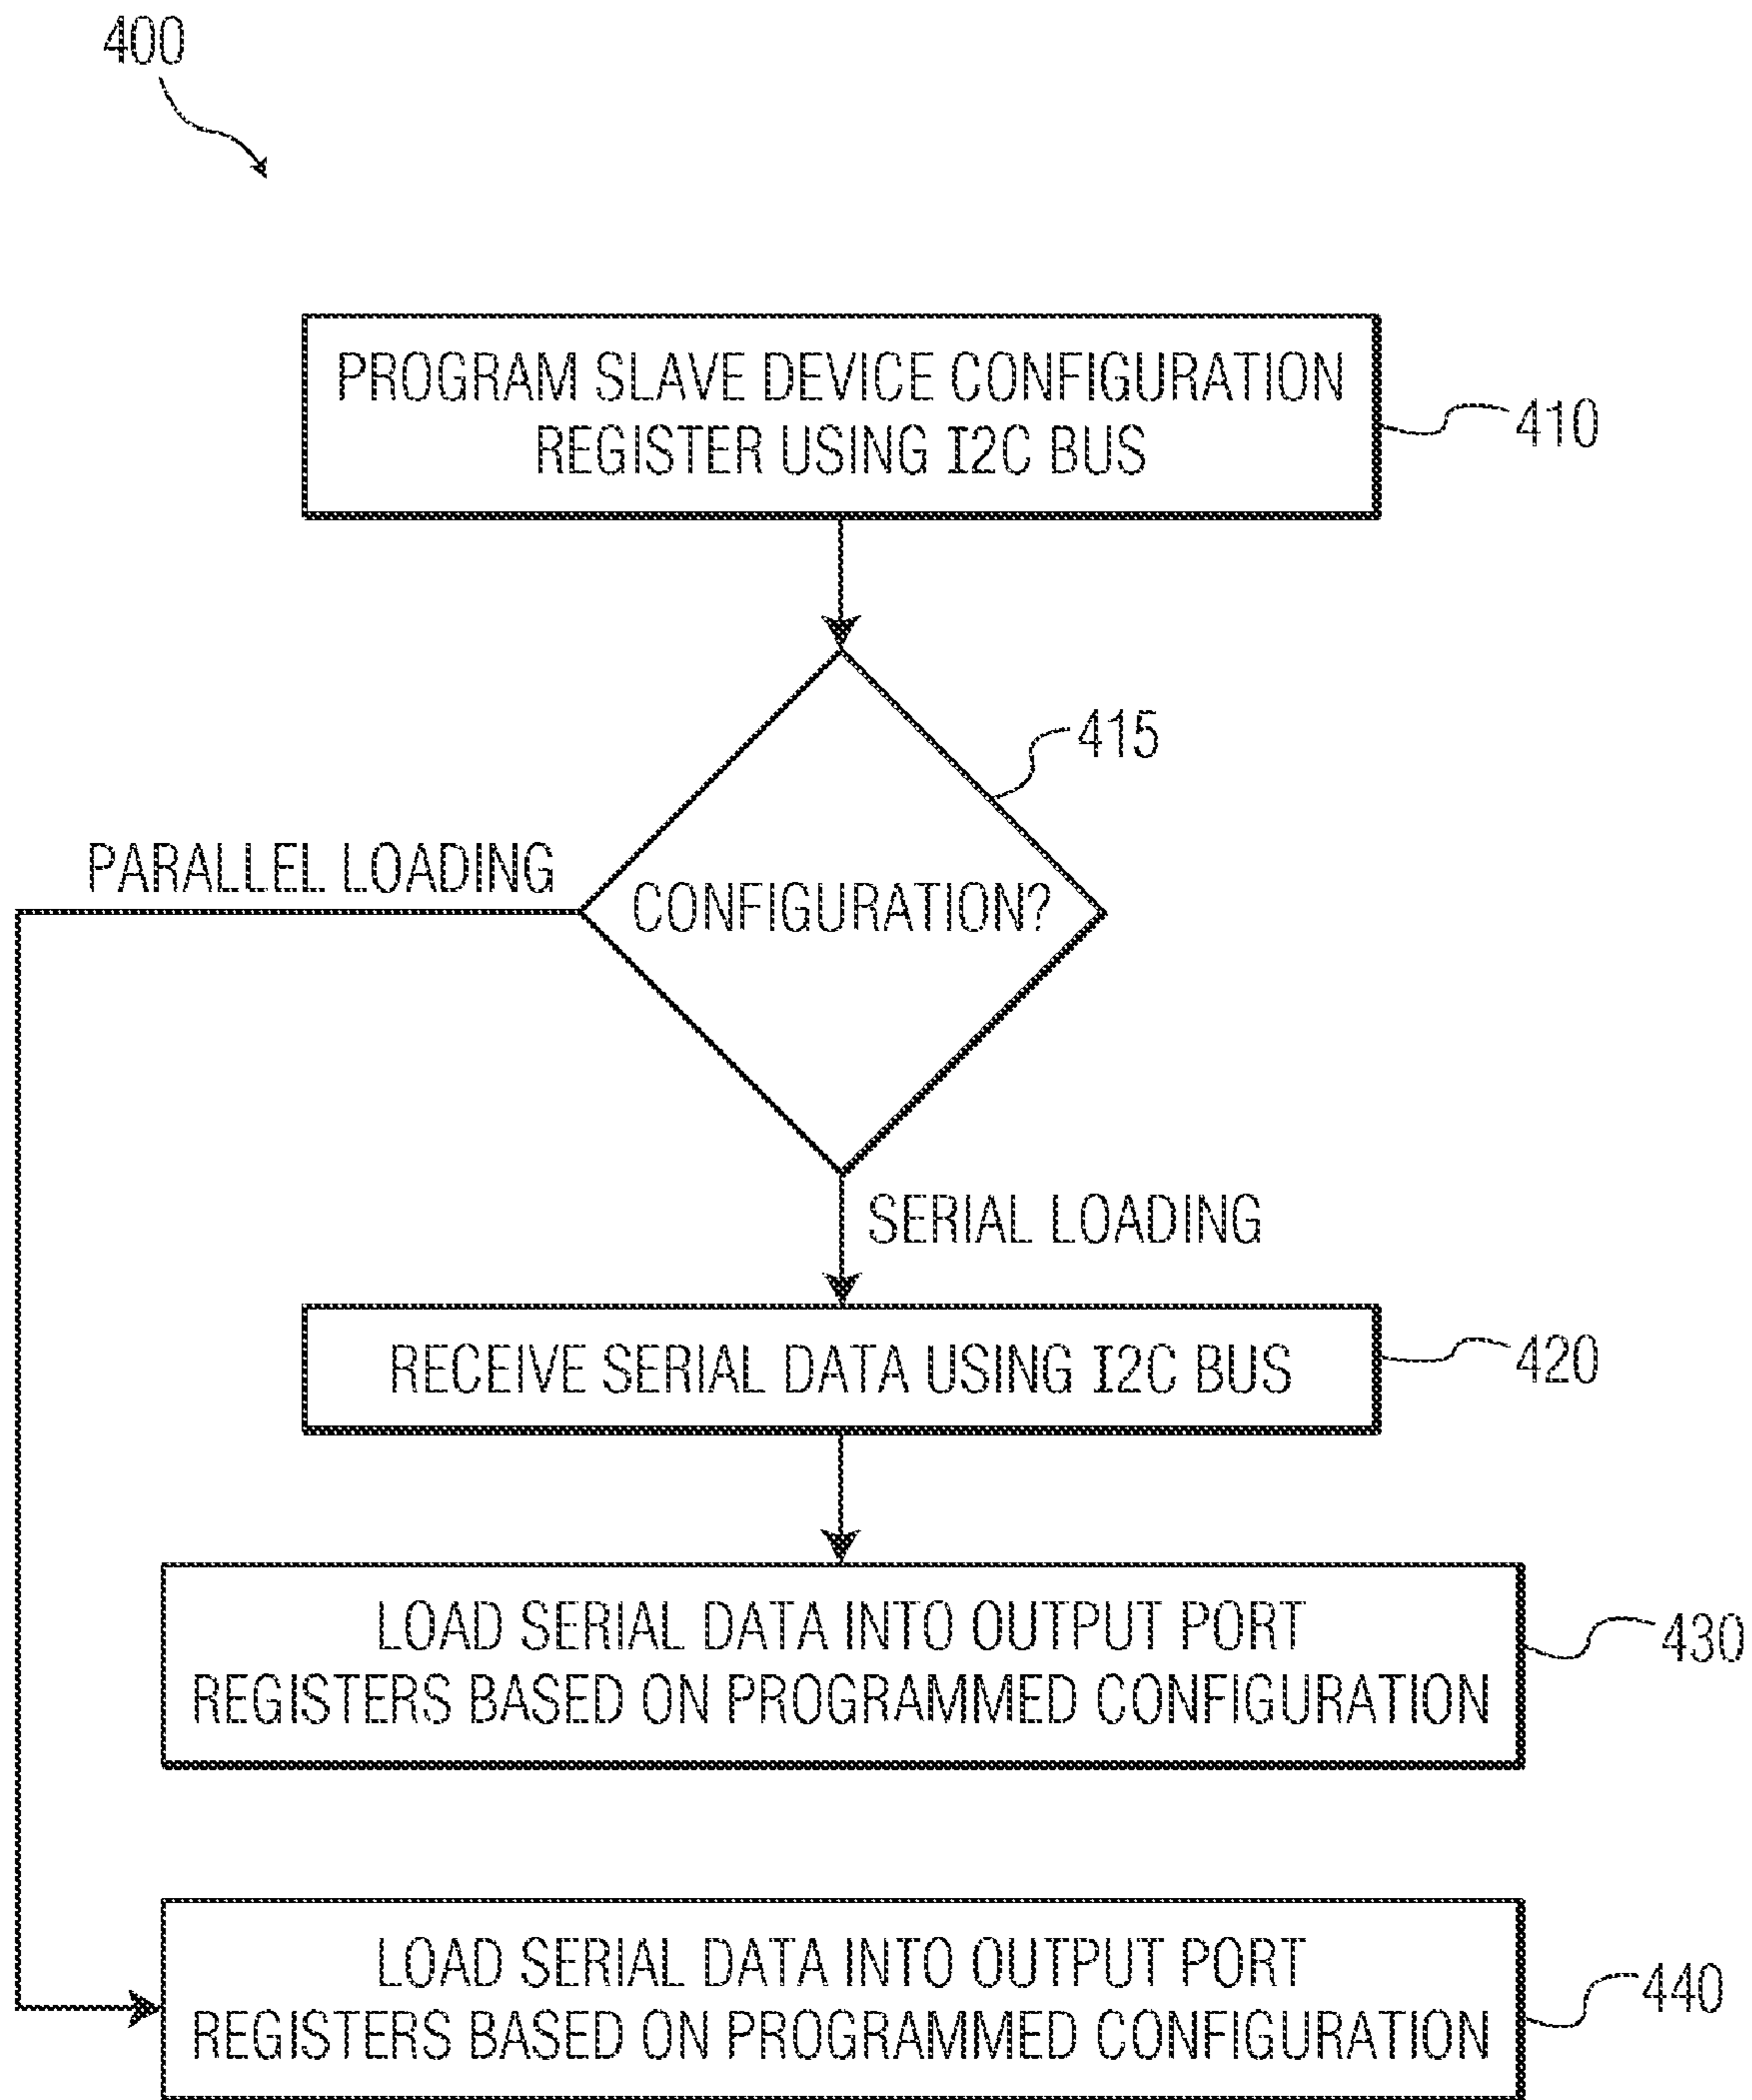 400
PROGRAM SLAVE DEVICE CONFIGURATION
REGISTER USING I2C BUS
410
415
PARALLEL LOADING
CONFIGURATION?
SERIAL LOADING
RECEIVE SERIAL DATA USING I2C BUS
420
LOAD SERIAL DATA INTO OUTPUT PORT
REGISTERS BASED ON PROGRAMMED CONFIGURATION
430
LOAD SERIAL DATA INTO OUTPUT PORT
REGISTERS BASED ON PROGRAMMED CONFIGURATION
440